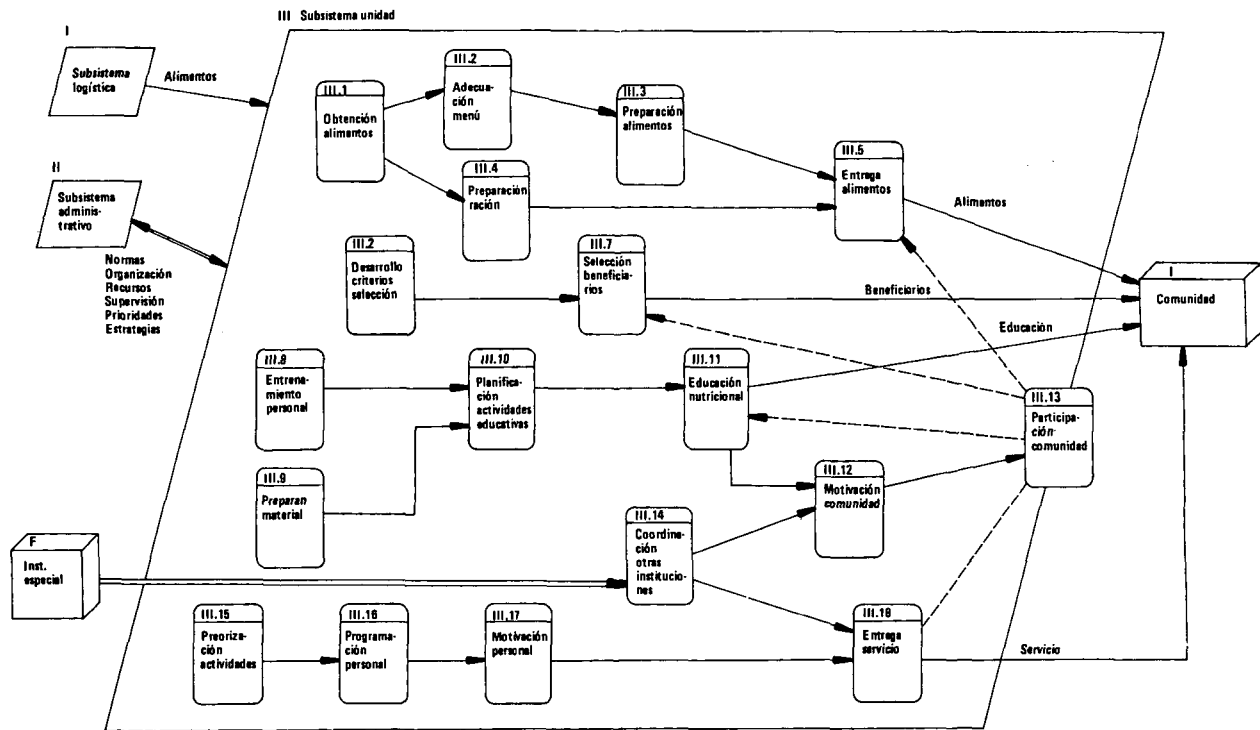 III Subsistema unidad
I
Subsistema
logística
Alimentos
II
Subsistema
adminis-
trativo
Normas
Organización
Recursos
Supervisión
Prioridades
Estrategias
III.1
Obtención
alimentos
III.2
Adecua-
ción
menú
III.3
Preparación
alimentos
III.4
Preparación
ración
III.5
Entrega
alimentos
Alimentos
III.2
Desarrollo
criterios
selección
III.7
Selección
beneficia-
rios
Beneficiarios
I
Comunidad
Educación
III.8
Entrena-
miento
personal
III.10
Planifica-
ción
actividades
educativas
III.11
Educación
nutricional
III.13
Participa-
ción
comunidad
III.9
Preparan
material
III.12
Motivación
comunidad
III.14
Coordina-
ción
otras
institucio-
nes
F
Inst.
especial
III.15
Preorización
actividades
III.16
Programa-
ción
personal
III.17
Motivación
personal
III.18
Entrega
servicio
Servicio